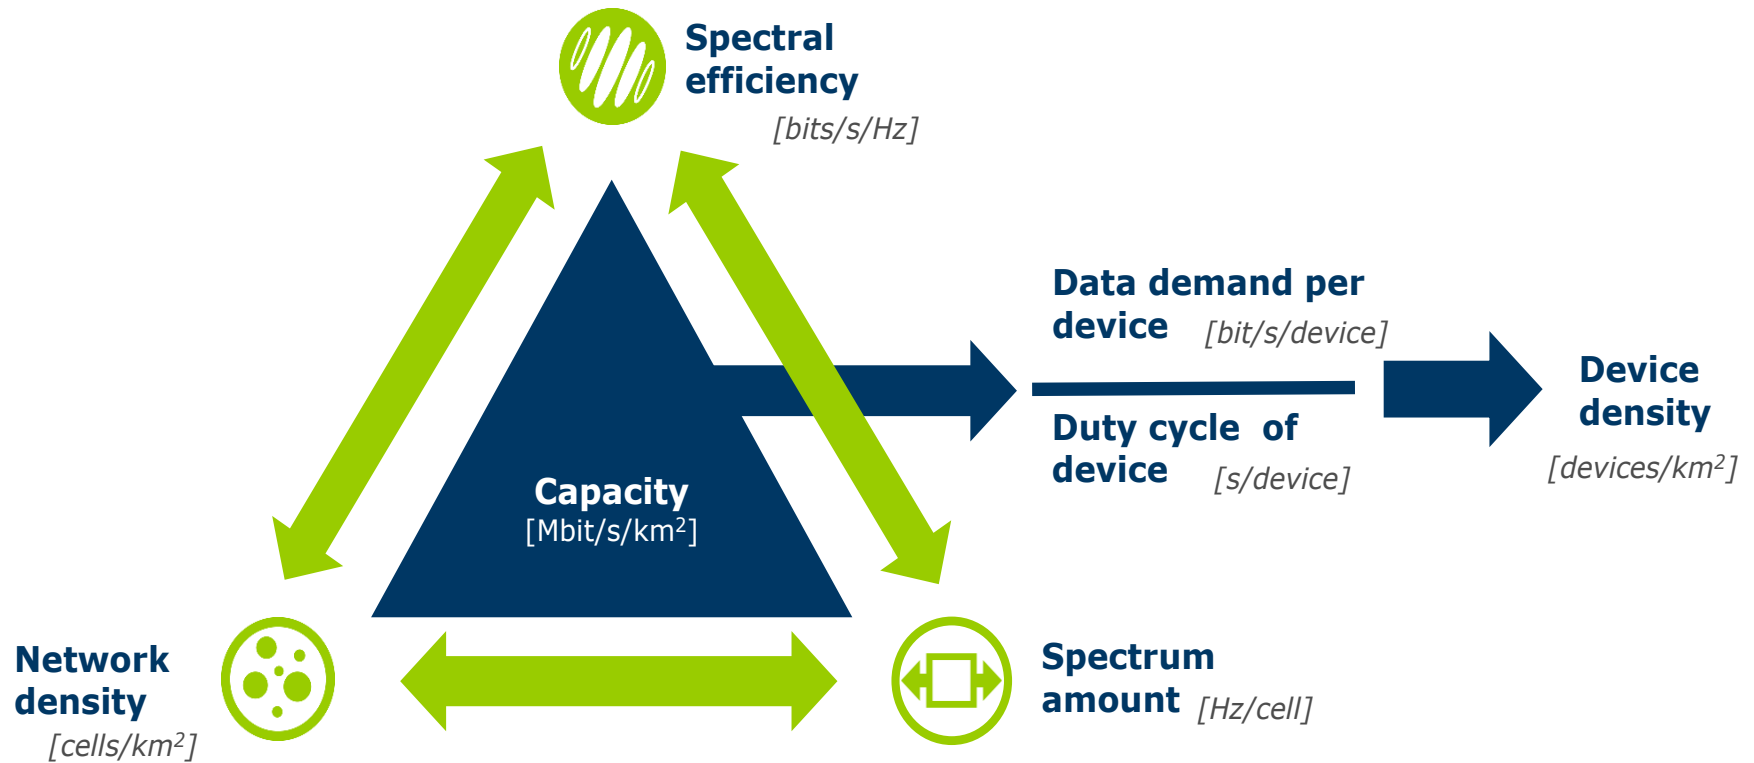 Spectral
efficiency
[bits/s/Hz]
Data demand per
device [bit/s/device]
Duty cycle of
device [s/device]
Device
density
[devices/km²]
Capacity
[Mbit/s/km²]
Network
density
[cells/km²]
Spectrum
amount [Hz/cell]